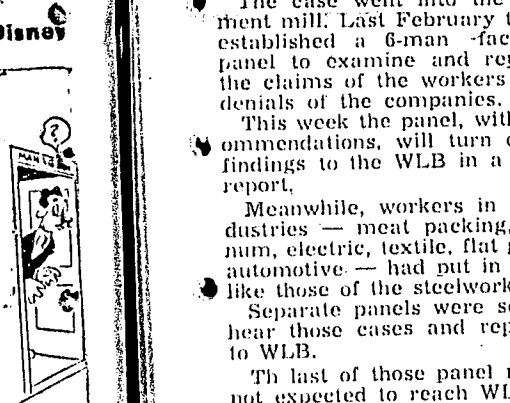 Disney
?
The case went into the
ment mill. Last February t
established a 6-man -fac
panel to examine and rep
the claims of the workers
denials of the companies.
This week the panel, with
ommendations, will turn o
findings to the WLB in a
report.
Meanwhile, workers in
dustries — meat packing,
num, electric, textile, flat g
automotive — had put in
like those of the steelwork
Separate panels were se
hear those cases and rep
to WLB.
Th last of those panel r
not expected to reach WL